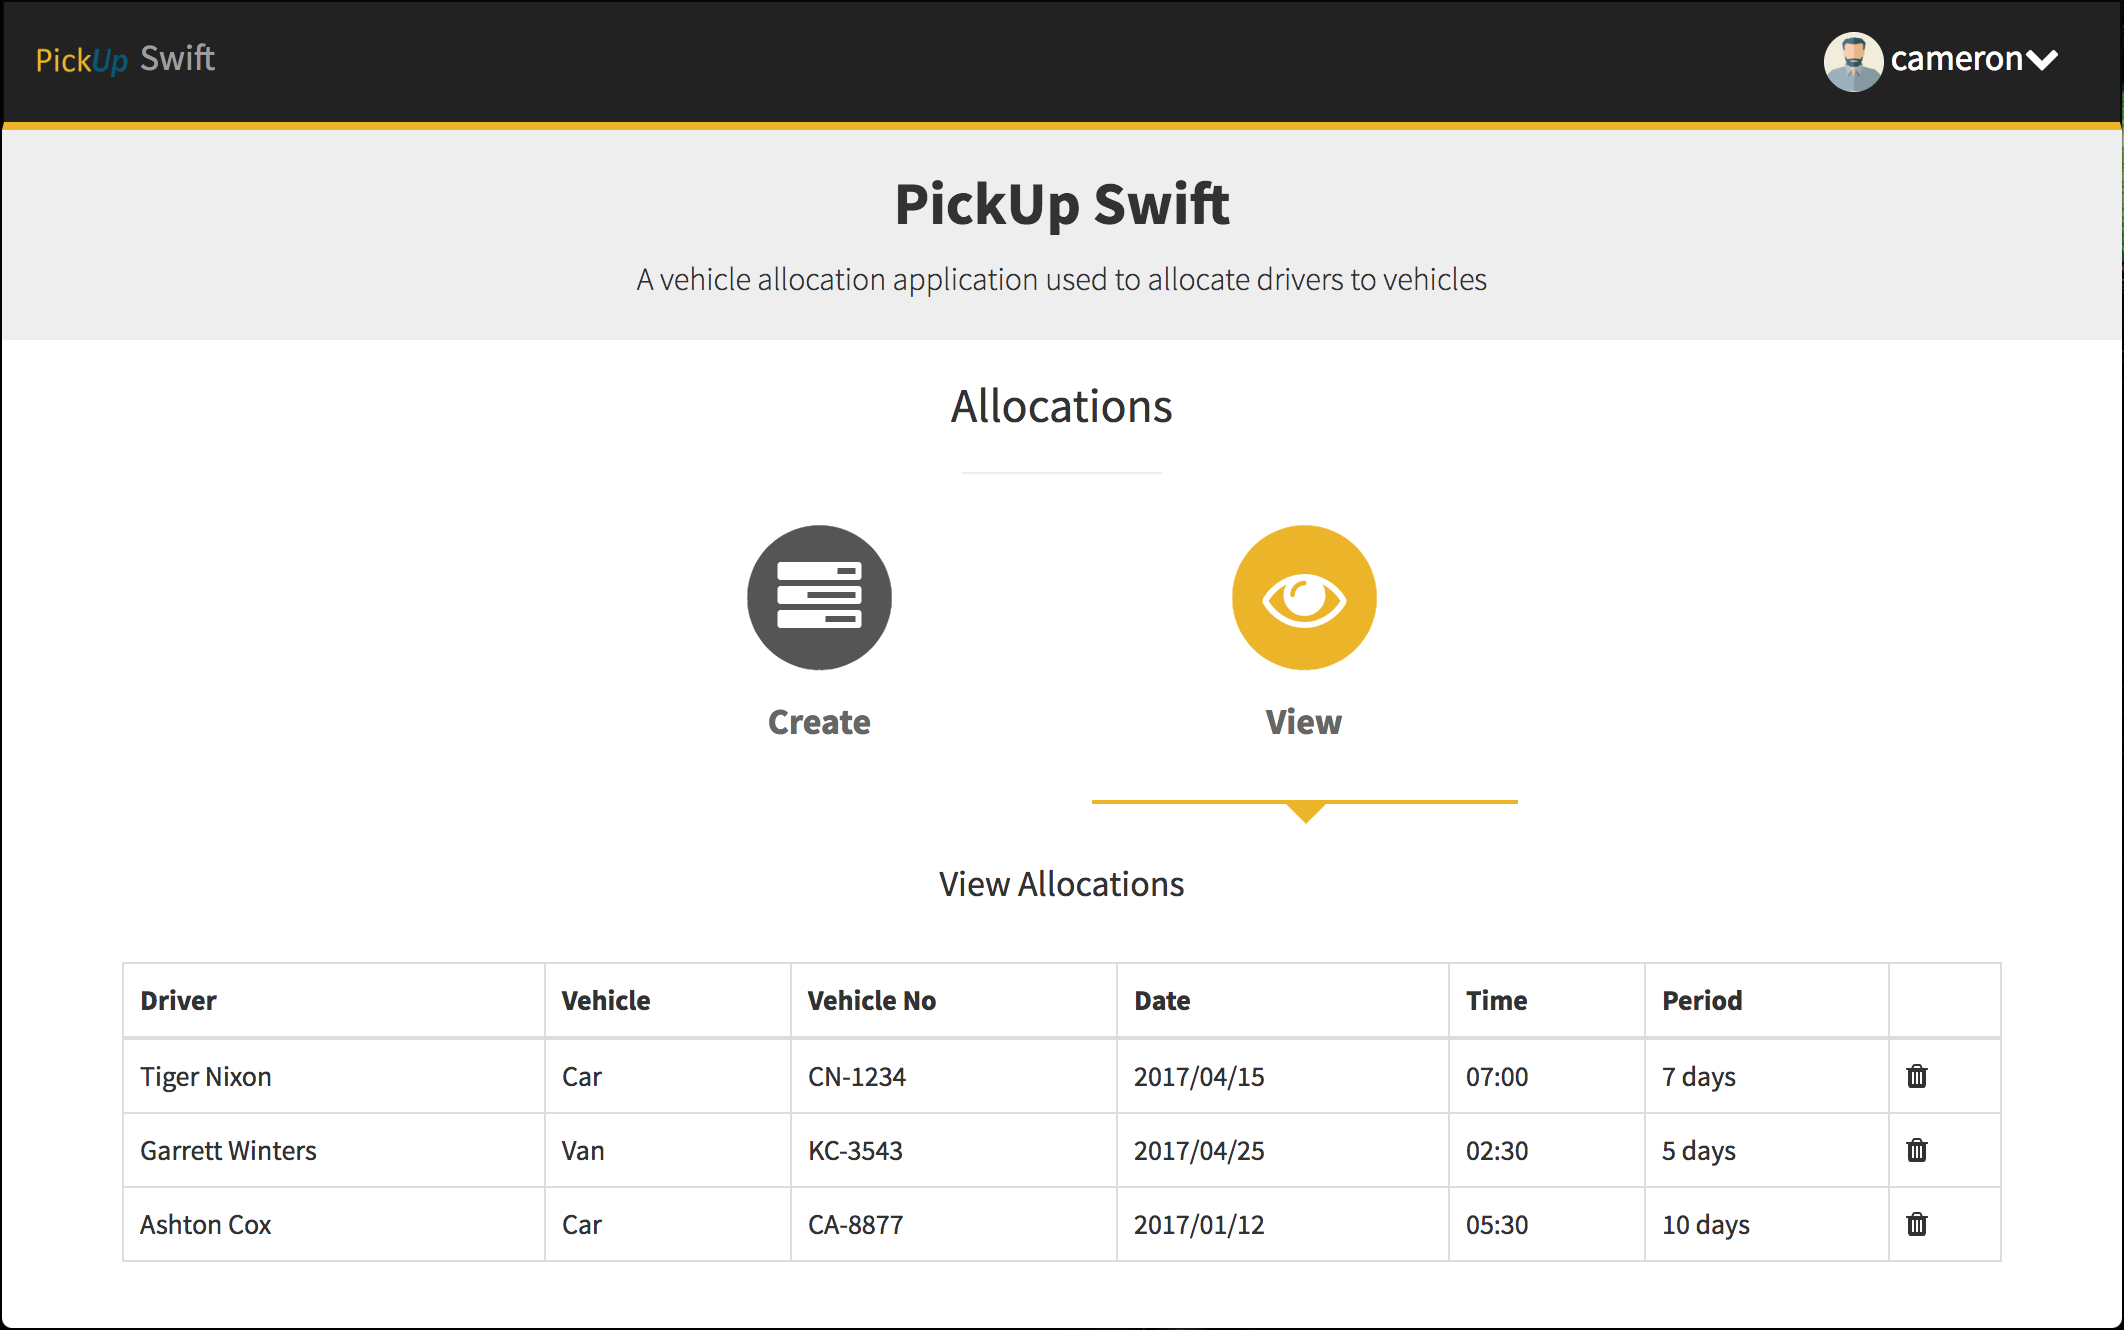 PickUp Swift
cameron
PickUp Swift
A vehicle allocation application used to allocate drivers to vehicles
Allocations
Create View
View Allocations
Driver Vehicle Vehicle No Date Time Period
Tiger Nixon Car CN-1234 2017/04/15 07:00 7 days
Garrett Winters Van KC-3543 2017/04/25 02:30 5 days
Ashton Cox Car CA-8877 2017/01/12 05:30 10 days